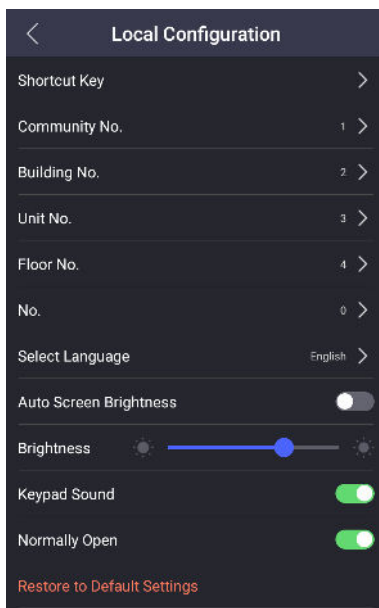 Local Configuration
Shortcut Key
Community No. 1
Building No. 2
Unit No. 3
Floor No. 4
No. 0
Select Language English
Auto Screen Brightness
Brightness
Keypad Sound
Normally Open
Restore to Default Settings